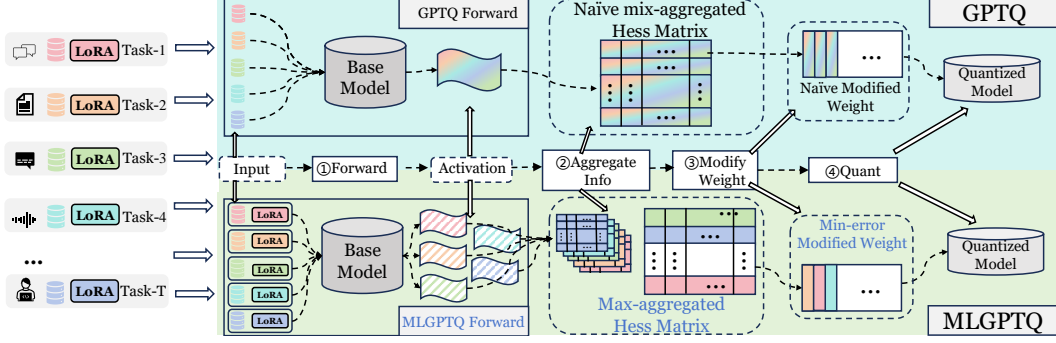 LoRA Task-1
LoRA Task-2
LoRA Task-3
LoRA Task-4
...
LoRA Task-T
GPTQ Forward
Base
Model
Naïve mix-aggregated
Hess Matrix
...
...
...
...
Naïve Modified
Weight
GPTQ
Quantized
Model
Input
①Forward
Activation
②Aggregate
Info
③Modify
Weight
④Quant
LoRA
LoRA
LoRA
LoRA
LoRA
Base
Model
MLGPTQ Forward
...
...
...
...
Max-aggregated
Hess Matrix
Min-error
Modified Weight
...
Quantized
Model
MLGPTQ